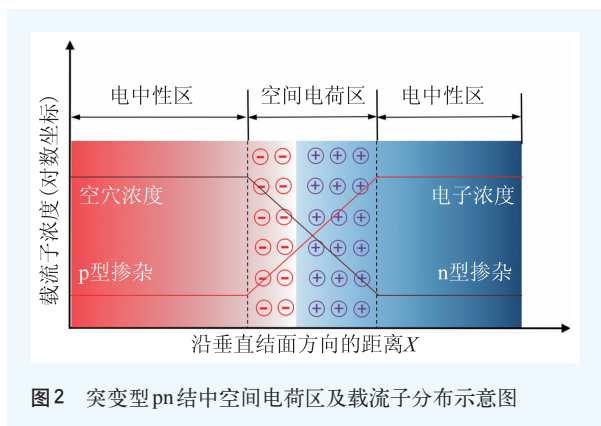 电中性区 空间电荷区 电中性区
载流子浓度(对数坐标)
空穴浓度 电子浓度
p型掺杂 n型掺杂
沿垂直结面方向的距离X
图2 突变型pn结中空间电荷区及载流子分布示意图